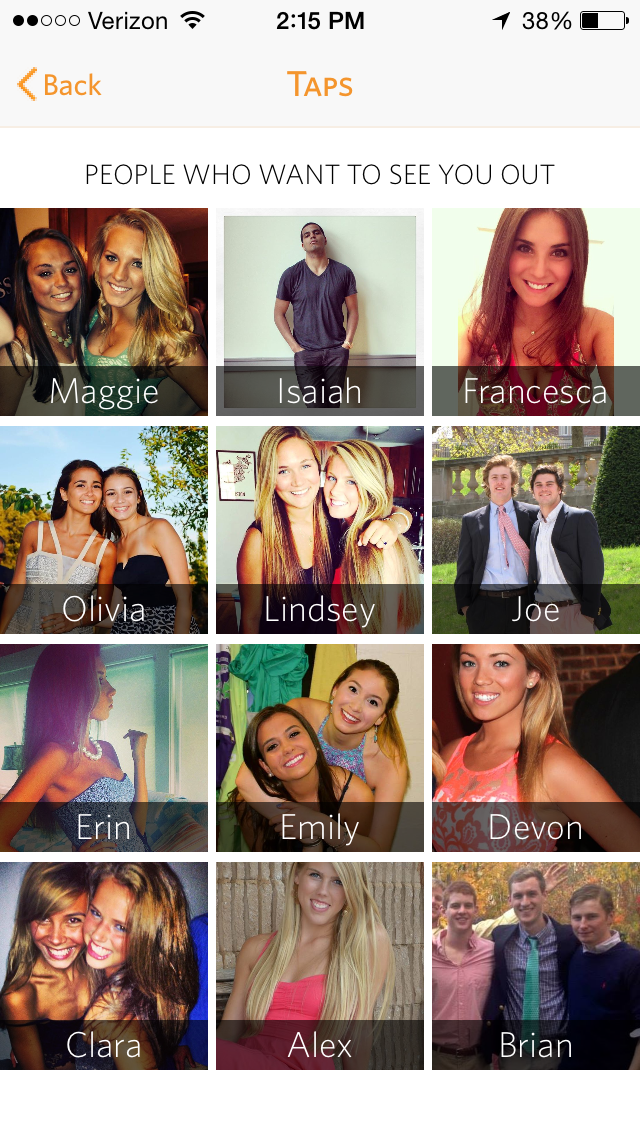 Verizon 2:15 PM 38%
Back Taps
PEOPLE WHO WANT TO SEE YOU OUT
Maggie Isaiah Francesca
Olivia Lindsey Joe
Erin Emily Devon
Clara Alex Brian